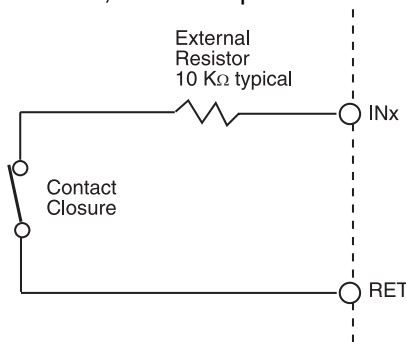 External
Resistor
10 KΩ typical
INx
Contact
Closure
RET